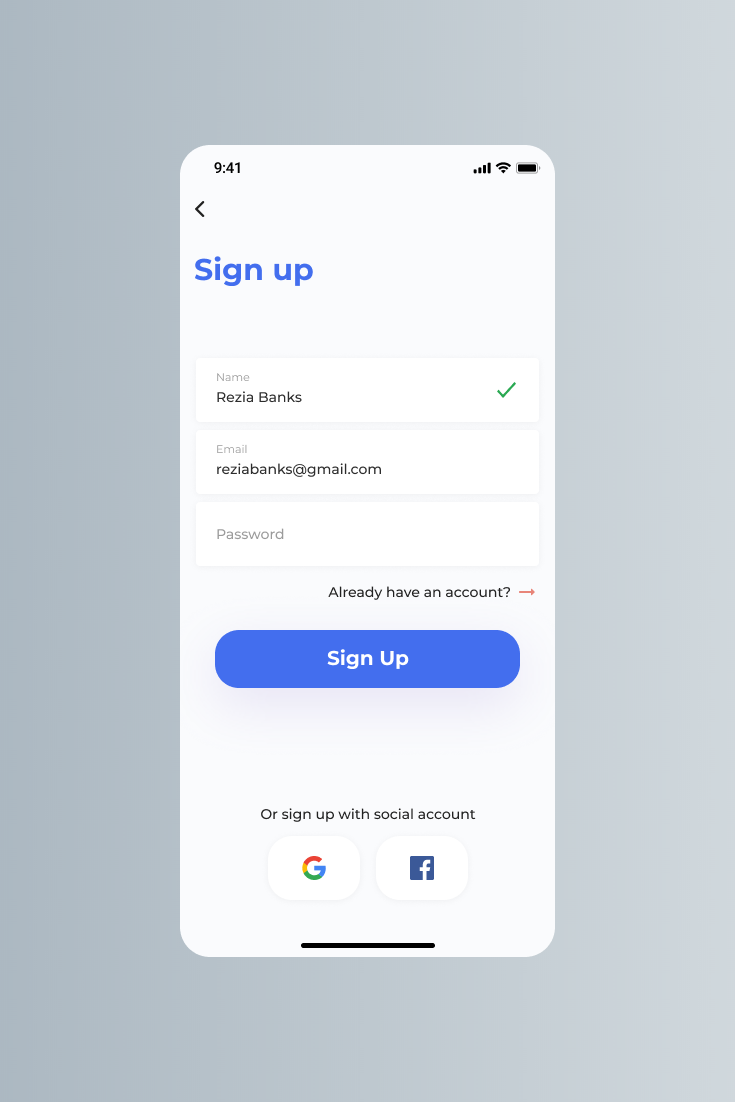 9:41
Sign up
Name
Rezia Banks
Email
reziabanks@gmail.com
Password
Already have an account?
Sign Up
Or sign up with social account